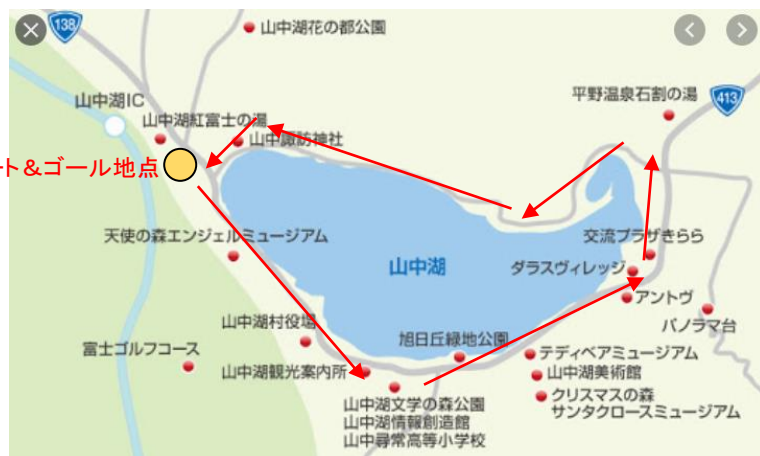 138
山中湖花の都公園
山中湖IC
山中湖紅富士の湯
山中諏訪神社
平野温泉石割の湯
413
ート&ゴール地点
天使の森エンジェルミュージアム
山中湖
交流プラザきらら
ダラスヴィレッジ
アントヴ
パノラマ台
山中湖村役場
旭日丘緑地公園
富士ゴルフコース
山中湖観光案内所
テディベアミュージアム
山中湖美術館
クリスマスの森
サンタクロースミュージアム
山中湖文学の森公園
山中湖情報創造館
山中尋常高等小学校